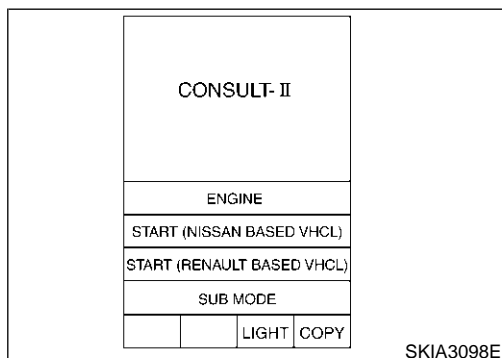 CONSULT-Ⅱ
ENGINE
START (NISSAN BASED VHCL)
START (RENAULT BASED VHCL)
SUB MODE
LIGHT COPY
SKIA3098E